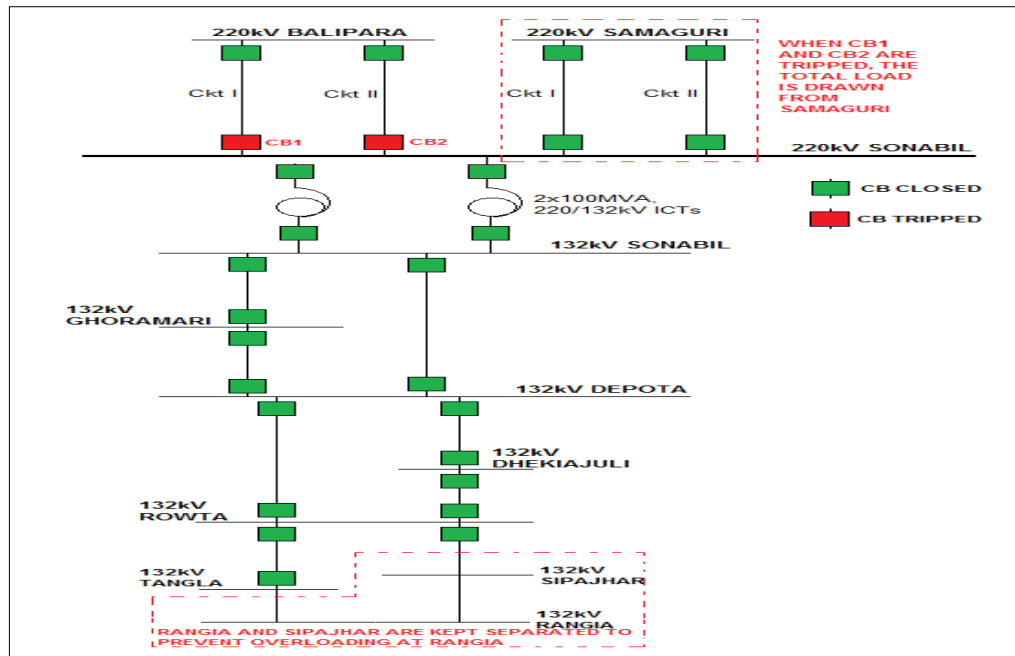 220kV BALIPARA
220kV SAMAGURI
WHEN CB1
AND CB2 ARE
TRIPPED, THE
TOTAL LOAD
IS DRAWN
FROM
SAMAGURI
Ckt I
Ckt II
Ckt I
Ckt II
CB1
CB2
220kV SONABIL
CB CLOSED
CB TRIPPED
2x100MVA,
220/132kV ICTs
132kV SONABIL
132kV
GHORAMARI
132kV DEPOTA
132kV
DHEKIAJULI
132kV
ROWTA
132kV
TANGLA
132kV
SIPAJHAR
132kV
RANGIA
RANGIA AND SIPAJHAR ARE KEPT SEPARATED TO
PREVENT OVERLOADING AT RANGIA